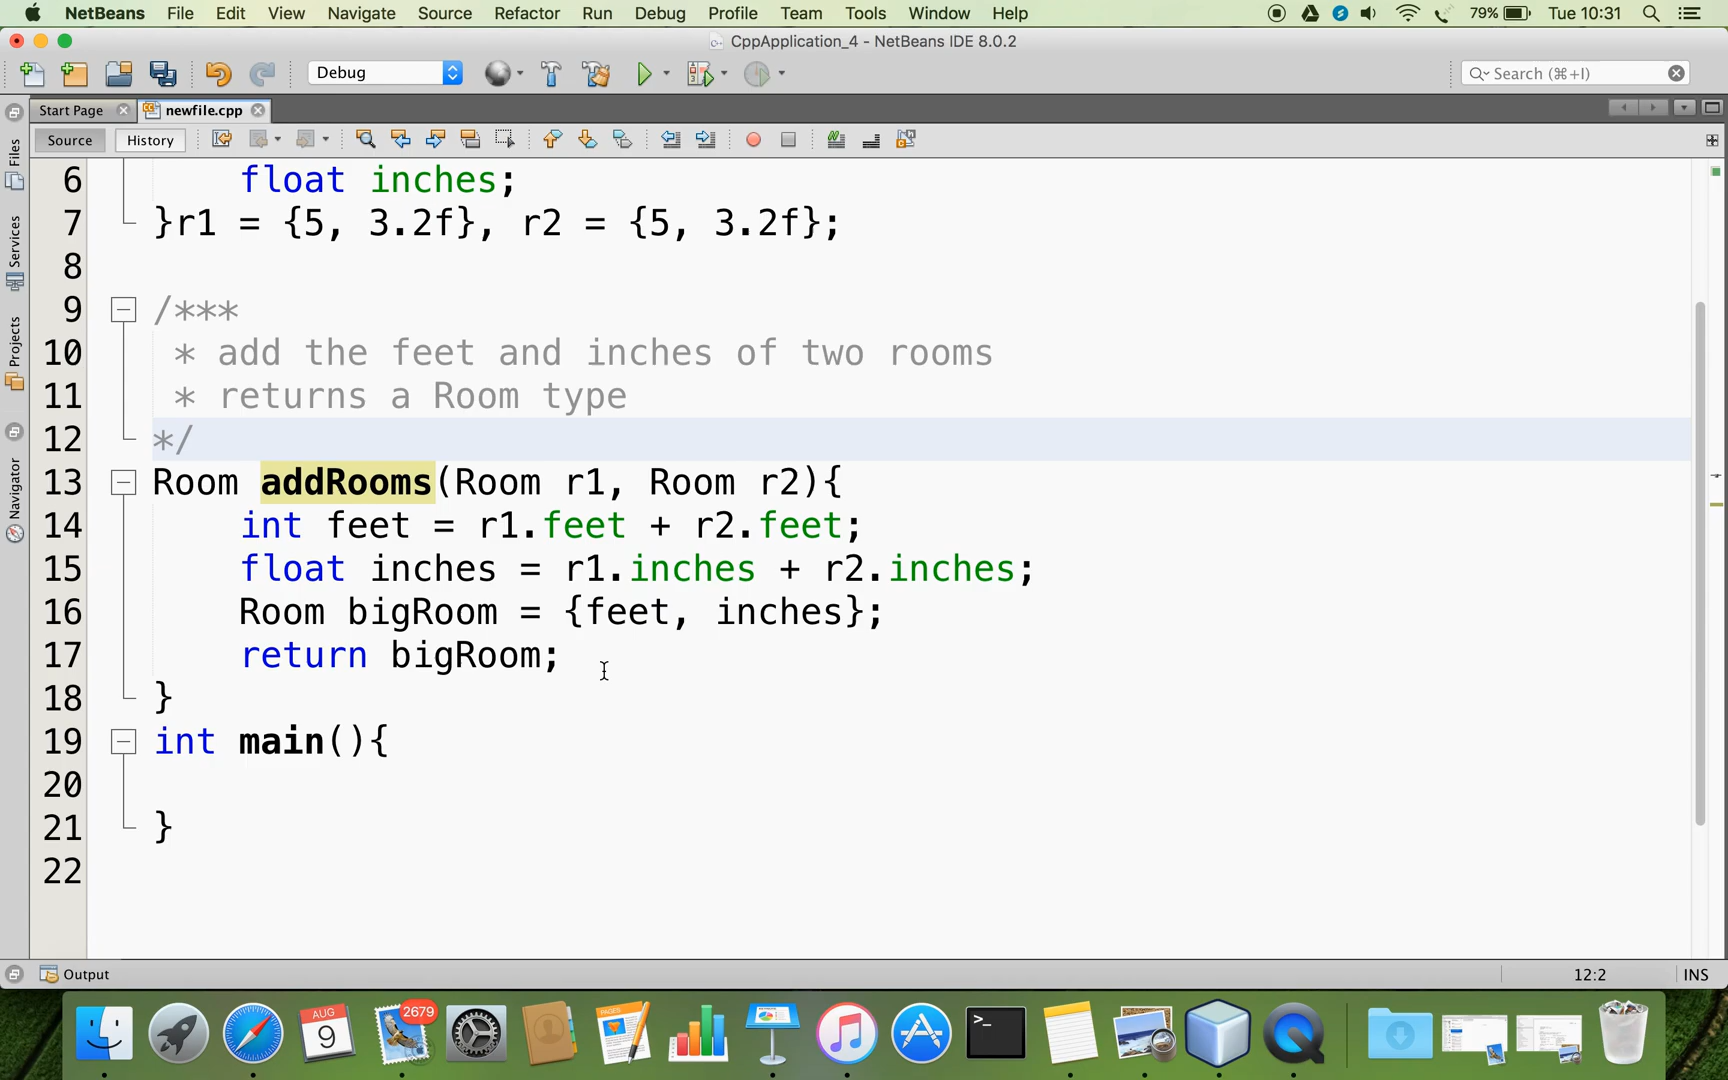 NetBeans File Edit View Navigate Source Refactor Run Debug Profile Team Tools Window Help 79% Tue 10:31
CppApplication_4 - NetBeans IDE 8.0.2
Debug Search (⌘+I)
Start Page newfile.cpp
Source History
Files
Services
Projects
Navigator
6 float inches;
7 }r1 = {5, 3.2f}, r2 = {5, 3.2f};
8
9 /***
10 * add the feet and inches of two rooms
11 * returns a Room type
12 */
13 Room addRooms(Room r1, Room r2){
14 int feet = r1.feet + r2.feet;
15 float inches = r1.inches + r2.inches;
16 Room bigRoom = {feet, inches};
17 return bigRoom;
18 }
19 int main(){
20
21 }
22
Output 12:2 INS
AUG
9
2679
>_